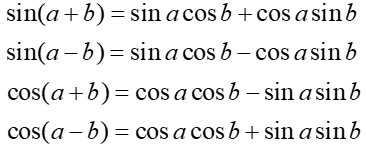 sin(a + b) = sin a cos b + cos a sin b
sin(a − b) = sin a cos b − cos a sin b
cos(a + b) = cos a cos b − sin a sin b
cos(a − b) = cos a cos b + sin a sin b